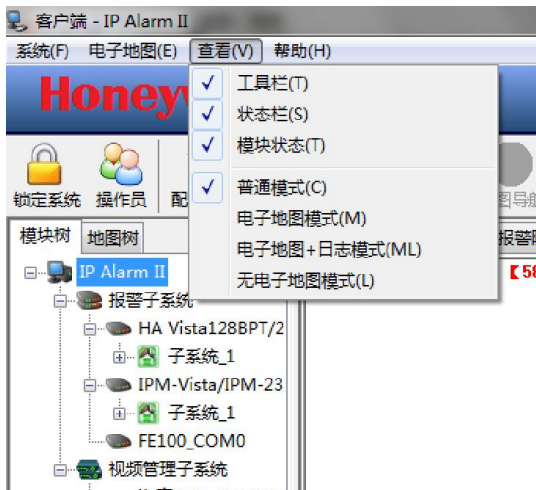 客户端 - IP Alarm II
系统(F) 电子地图(E) 查看(V) 帮助(H)
工具栏(T)
状态栏(S)
模块状态(T)
普通模式(C)
电子地图模式(M)
电子地图+日志模式(ML)
无电子地图模式(L)
Honeyw
锁定系统 操作员 配 图导航
模块树 地图树 报警
IP Alarm II 【58
报警子系统
HA Vista128BPT/2
子系统_1
IPM-Vista/IPM-23
子系统_1
FE100_COM0
视频管理子系统